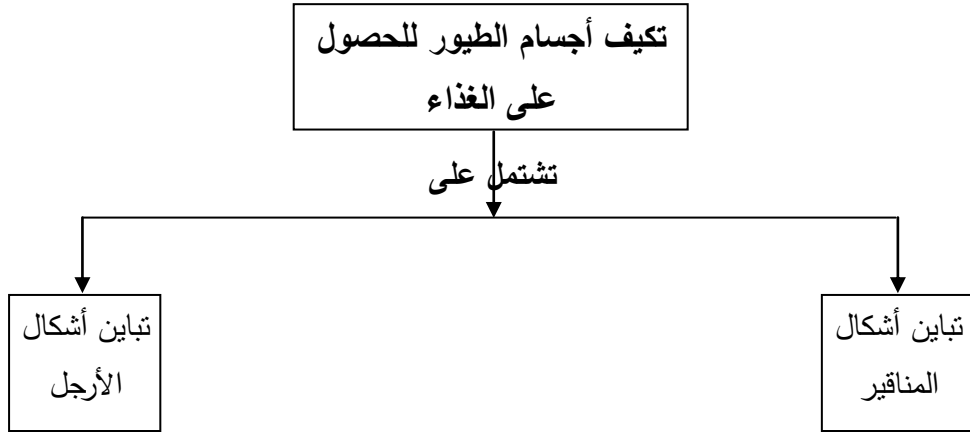 تكيف أجسام الطيور للحصول
على الغذاء
تشتمل على
تباين أشكال
المناقير
تباين أشكال
الأرجل